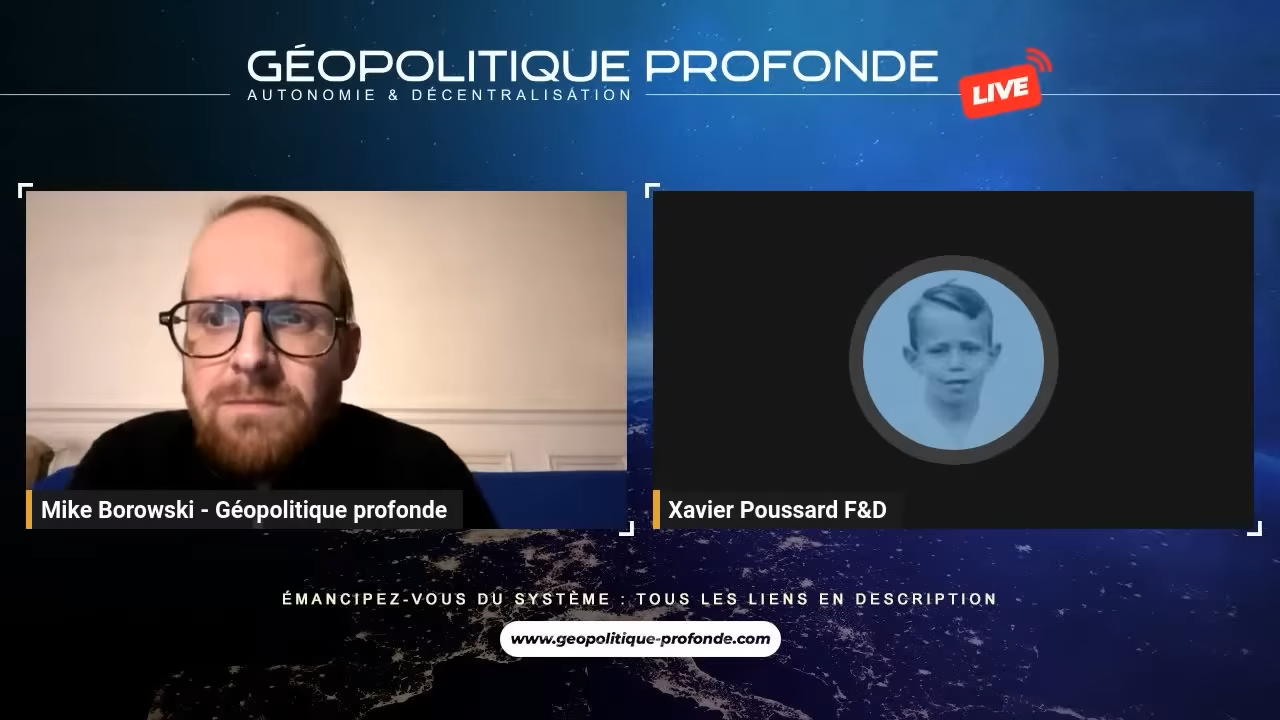 GÉOPOLITIQUE PROFONDE
AUTONOMIE & DÉCENTRALISATION
LIVE
Mike Borowski - Géopolitique profonde
Xavier Poussard F&D
ÉMANCIPEZ-VOUS DU SYSTÈME : TOUS LES LIENS EN DESCRIPTION
www.geopolitique-profonde.com